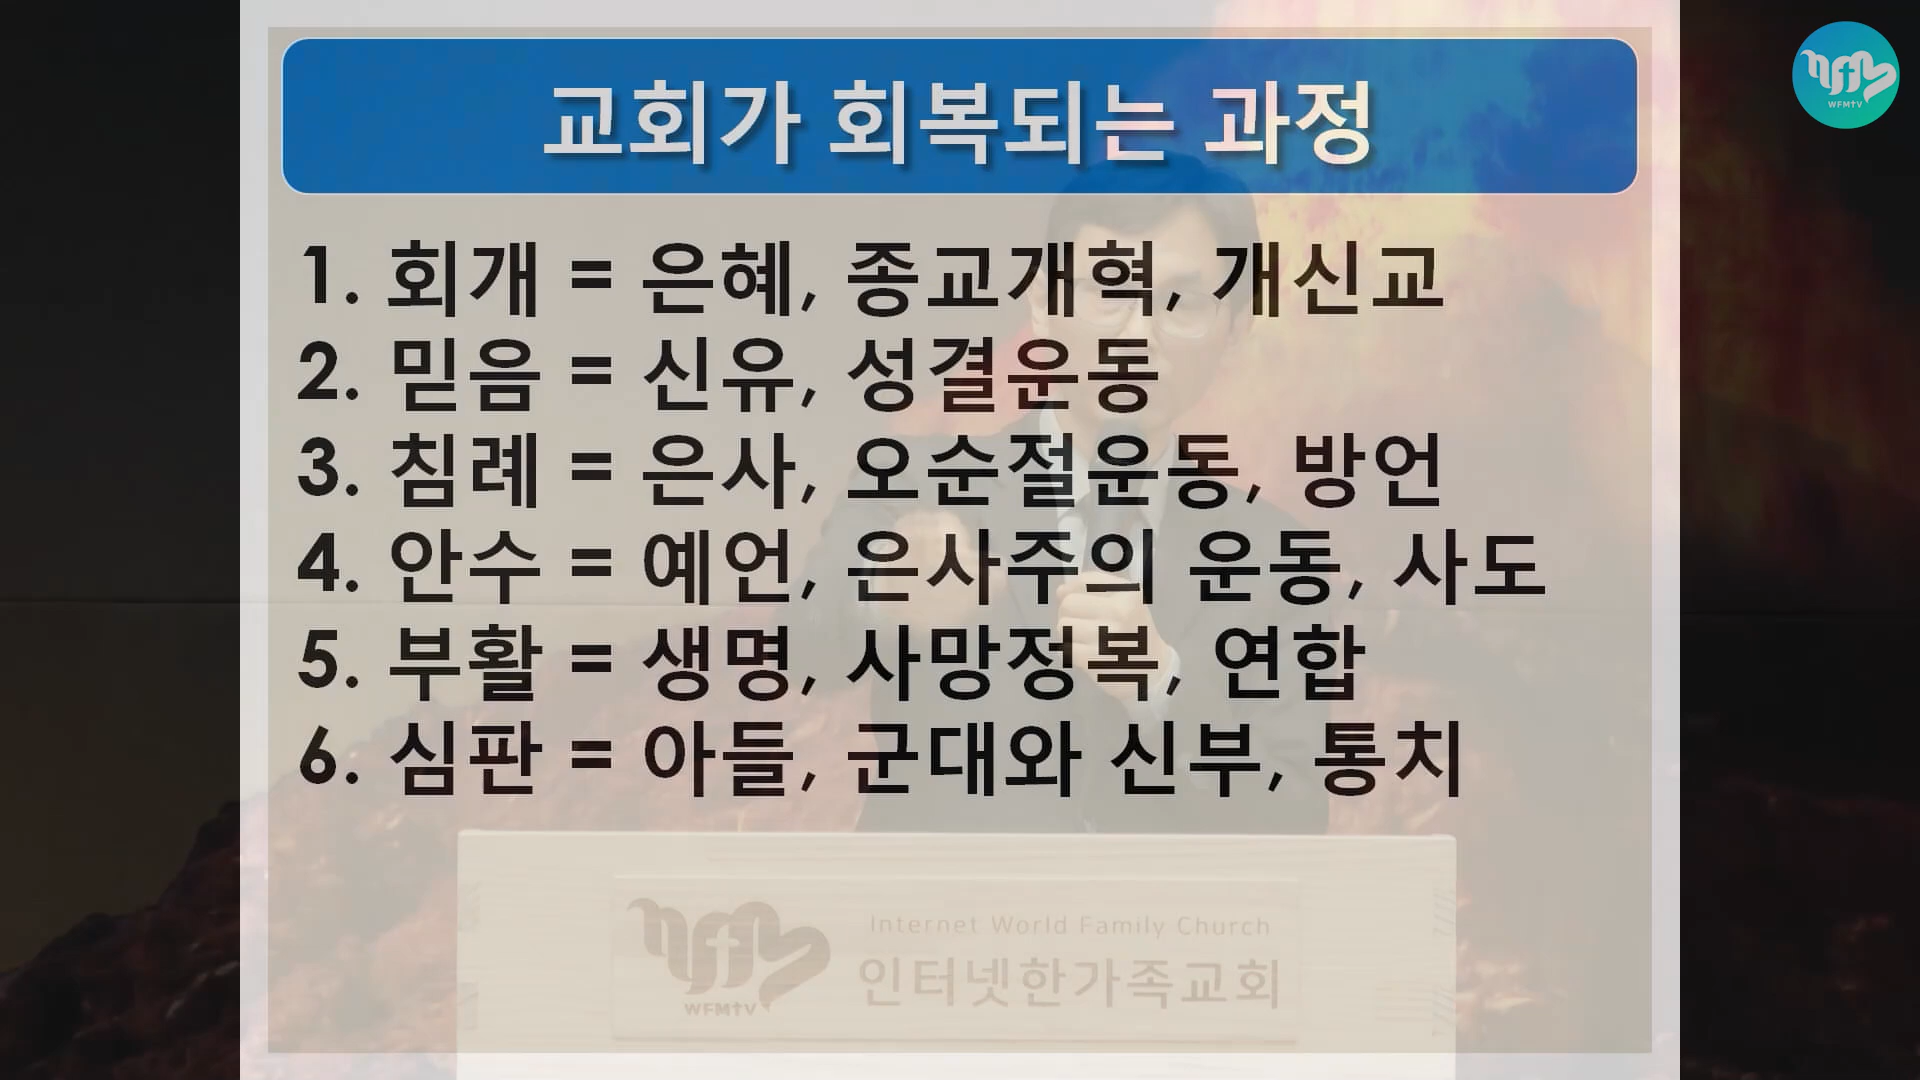 교회가 회복되는 과정
1. 회개 = 은혜, 종교개혁, 개신교
2. 믿음 = 신유, 성결운동
3. 침례 = 은사, 오순절운동, 방언
4. 안수 = 예언, 은사주의 운동, 사도
5. 부활 = 생명, 사망정복, 연합
6. 심판 = 아들, 군대와 신부, 통치
WFMTV
Internet World Family Church
인터넷한가족교회
WFMTV